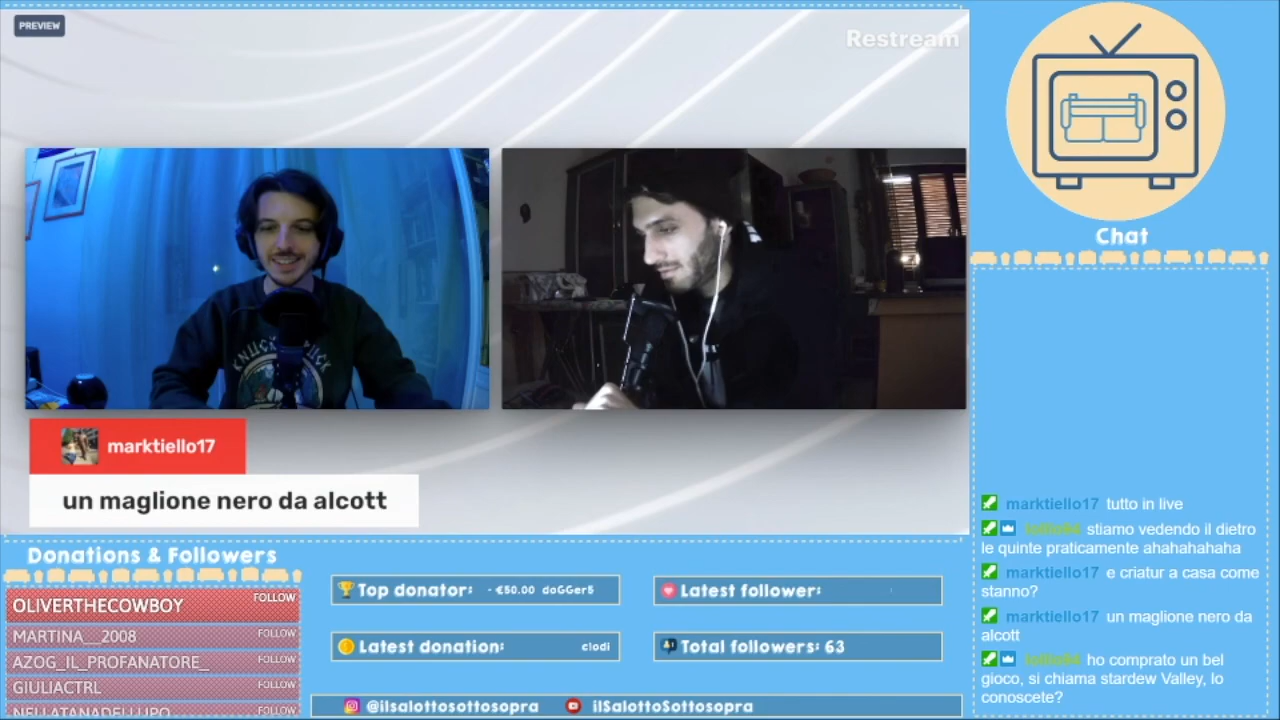 PREVIEW
Restream
marktiello17
un maglione nero da alcott
Chat
marktiello17 tutto in live
stiamo vedendo il dietro
le quinte praticamente ahahahahaha
marktiello17 e criatur a casa come
stanno?
marktiello17 un maglione nero da
alcott
ho comprato un bel
gioco, si chiama stardew Valley, lo
conoscete?
Donations & Followers
OLIVERTHECOWBOY FOLLOW
MARTINA__2008 FOLLOW
AZOG_IL_PROFANATORE_ FOLLOW
GIULIACTRL FOLLOW
NELLATANADELLUPO FOLLOW
Top donator: - €50.00 doGGer5
Latest follower:
Latest donation: clodi
Total followers: 63
@ilsalottosottosopra
ilSalottoSottosopra